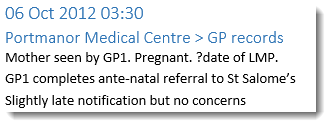 06 Oct 2012 03:30
Portmanor Medical Centre > GP records
Mother seen by GP1. Pregnant. ?date of LMP.
GP1 completes ante-natal referral to St Salome's
Slightly late notification but no concerns